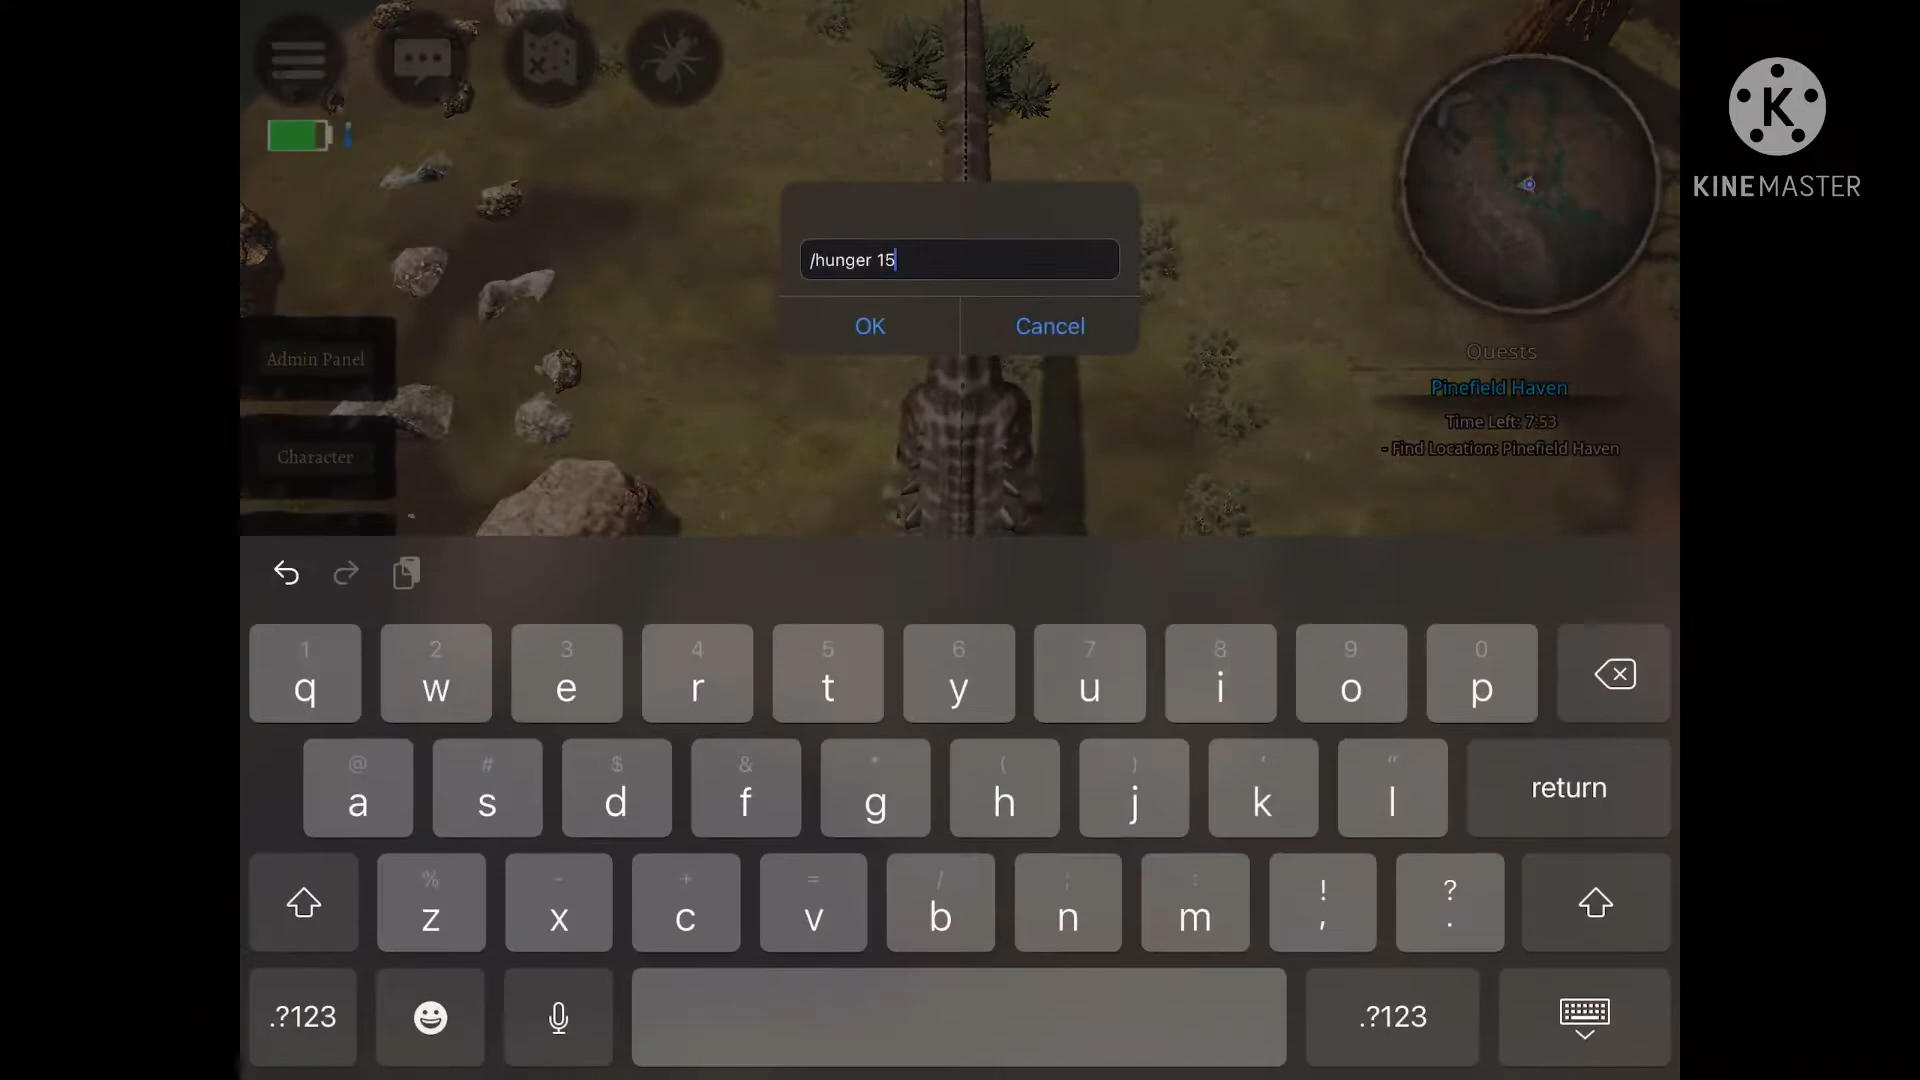 K
KINEMASTER
/hunger 15
OK
Cancel
Admin Panel
Character
Quests
Pinefield Haven
Time Left: 7:53
- Find Location: Pinefield Haven
1 2 3 4 5 6 7 8 9 0
q w e r t y u i o p
@ # $ & * ( ) ' "
a s d f g h j k l return
% - + = / ; : ! ?
z x c v b n m , .
.?123 .?123